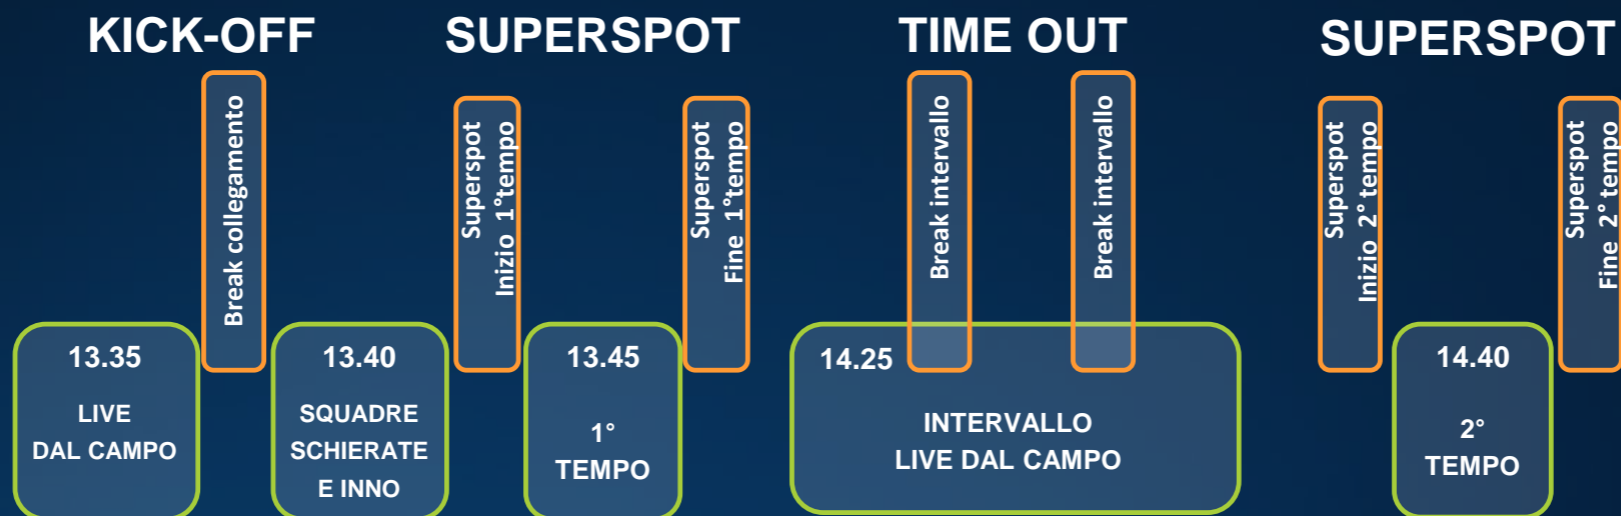 KICK-OFF
SUPERSPOT
TIME OUT
SUPERSPOT
Break collegamento
Superspot
Inizio 1°tempo
Superspot
Fine 1°tempo
Break intervallo
Break intervallo
Superspot
Inizio 2° tempo
Superspot
Fine 2° tempo
13.35
LIVE
DAL CAMPO
13.40
SQUADRE
SCHIERATE
E INNO
13.45
1°
TEMPO
14.25
INTERVALLO
LIVE DAL CAMPO
14.40
2°
TEMPO